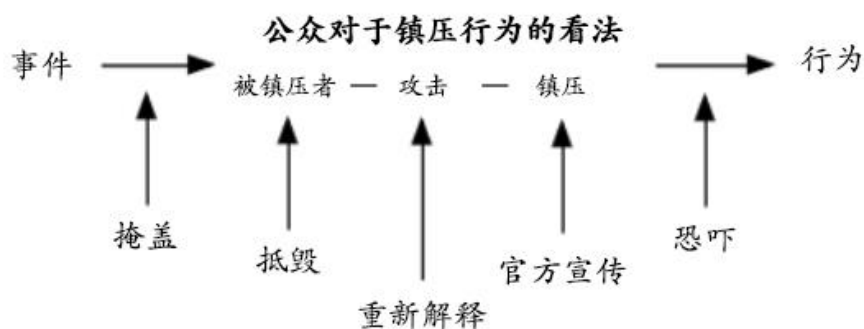 公众对于镇压行为的看法
事件
行为
被镇压者 — 攻击 — 镇压
掩盖
抵毁
恐吓
官方宣传
重新解释